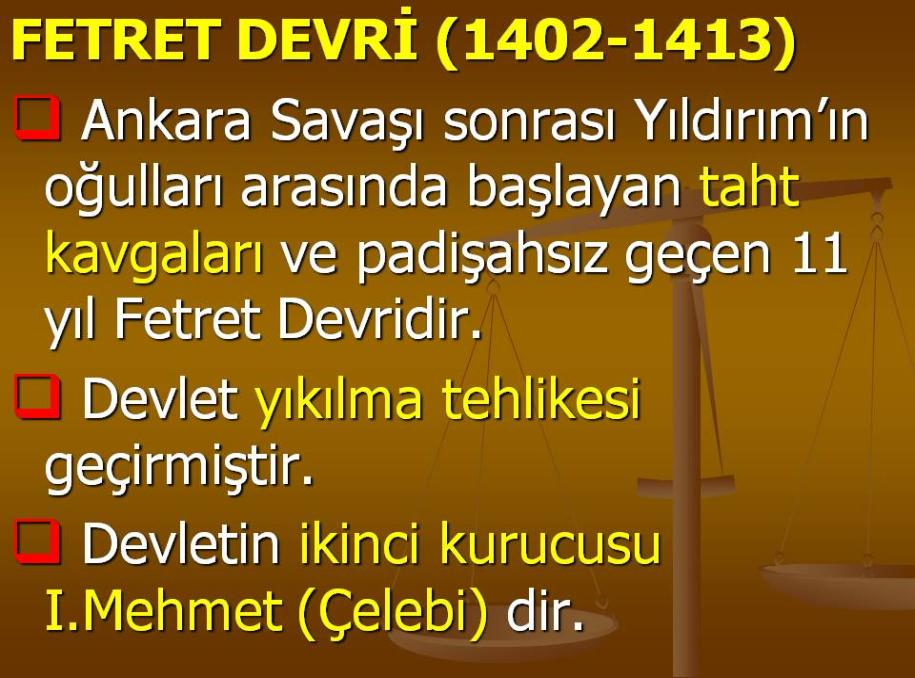 FETRET DEVRİ (1402-1413)
Ankara Savaşı sonrası Yıldırım’ın
oğulları arasında başlayan taht
kavgaları ve padişahsız geçen 11
yıl Fetret Devridir.
Devlet yıkılma tehlikesi
geçirmiştir.
Devletin ikinci kurucusu
I.Mehmet (Çelebi) dir.